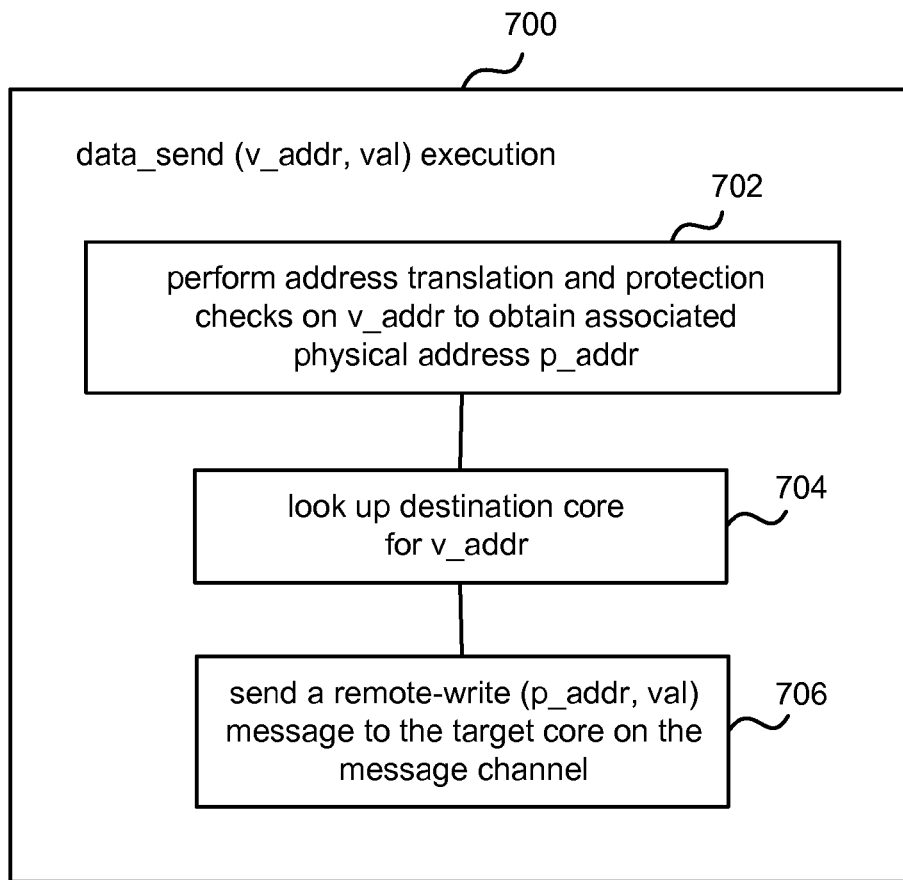 700
data_send (v_addr, val) execution
702
perform address translation and protection
checks on v_addr to obtain associated
physical address p_addr
look up destination core
for v_addr
704
send a remote-write (p_addr, val)
message to the target core on the
message channel
706